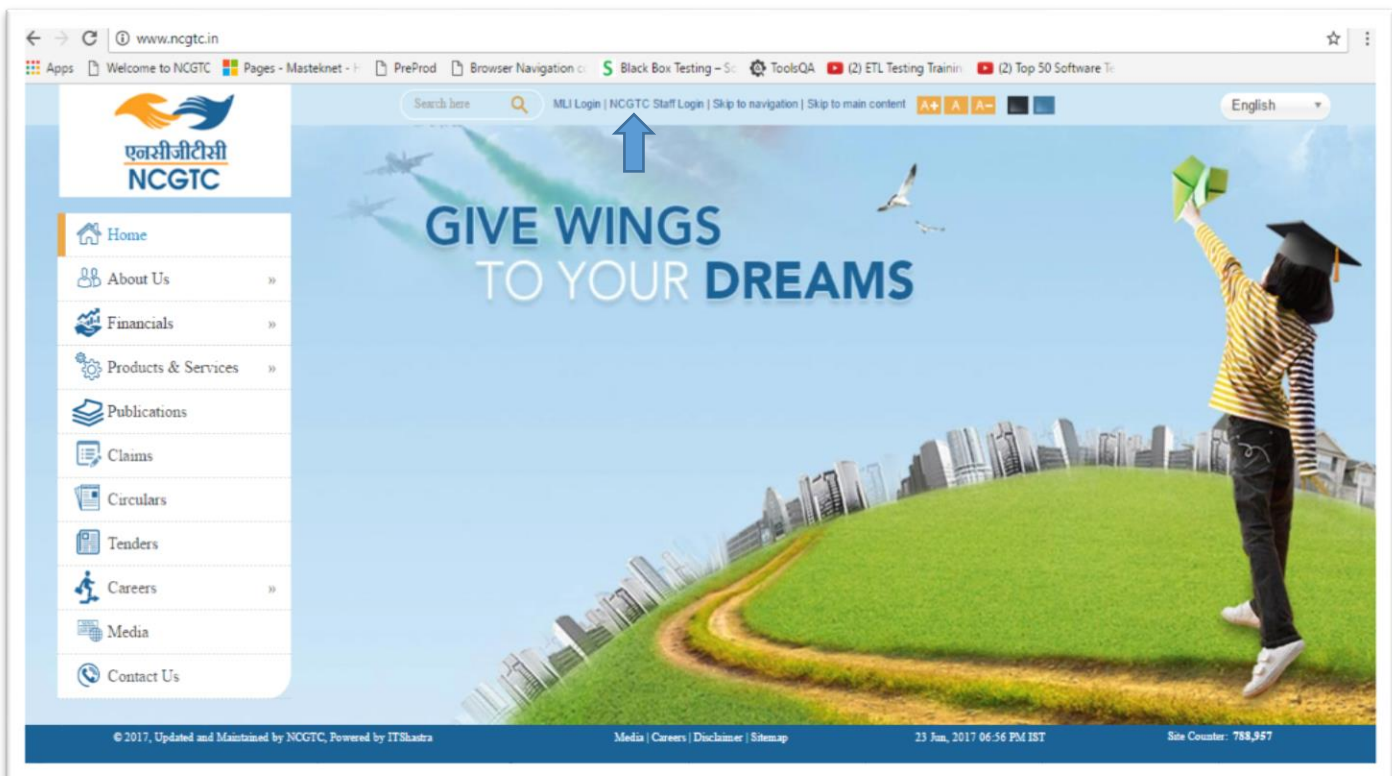 www.ncgtc.in
Apps Welcome to NCGTC Pages - Masteknet - H PreProd Browser Navigation c Black Box Testing – Sc ToolsQA (2) ETL Testing Trainin (2) Top 50 Software Te
Search here MLI Login | NCGTC Staff Login | Skip to navigation | Skip to main content A+ A A- English
एनसीजीटीसी
NCGTC
GIVE WINGS
TO YOUR DREAMS
Home
About Us »
Financials »
Products & Services »
Publications
Claims
Circulars
Tenders
Careers »
Media
Contact Us
© 2017, Updated and Maintained by NCGTC, Powered by ITShastra Media | Careers | Disclaimer | Sitemap 23 Jun, 2017 06:56 PM IST Site Counter: 788,957